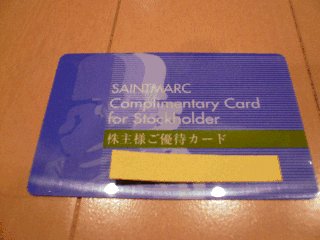 SAINTMARC
Complimentary Card
for Stockholder
株主様ご優待カード